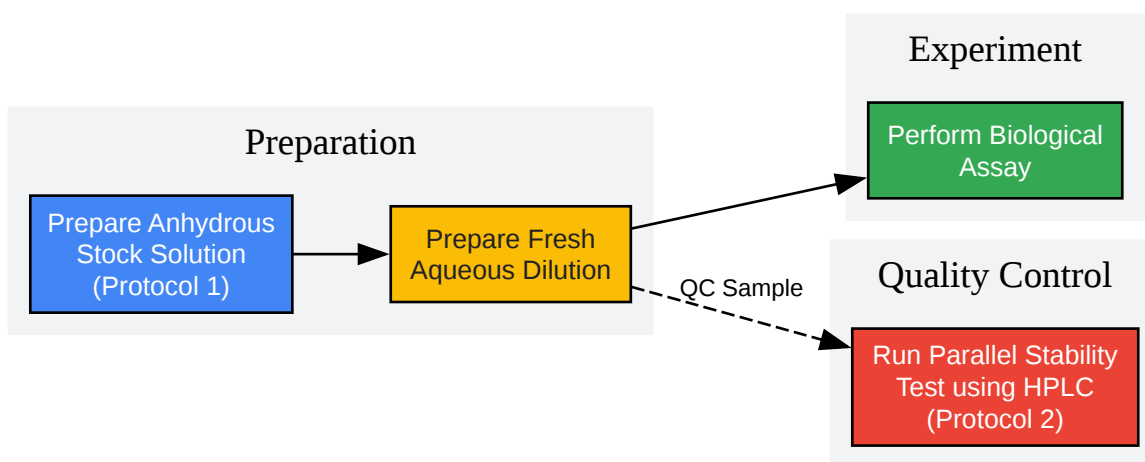 Preparation
Prepare Anhydrous
Stock Solution
(Protocol 1)
Prepare Fresh
Aqueous Dilution
QC Sample
Experiment
Perform Biological
Assay
Quality Control
Run Parallel Stability
Test using HPLC
(Protocol 2)